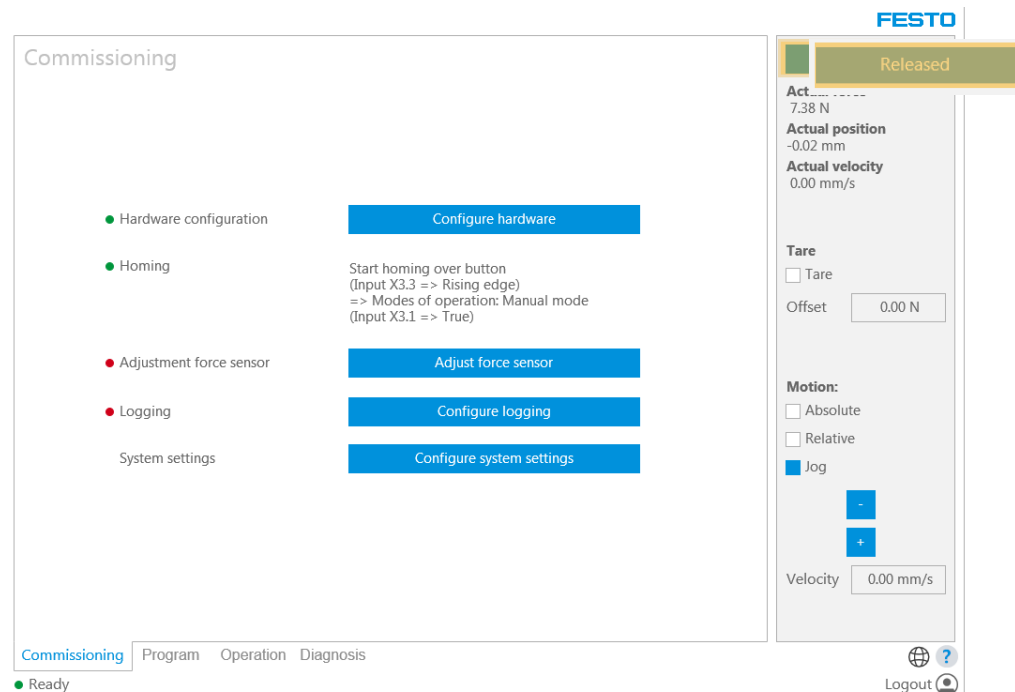 FESTO
Commissioning
Released
7.38 N
Actual position
-0.02 mm
Actual velocity
0.00 mm/s
Hardware configuration
Configure hardware
Homing
Start homing over button
(Input X3.3 => Rising edge)
=> Modes of operation: Manual mode
(Input X3.1 => True)
Adjustment force sensor
Adjust force sensor
Logging
Configure logging
System settings
Configure system settings
Tare
Tare
Offset
0.00 N
Motion:
Absolute
Relative
Jog
-
+
Velocity
0.00 mm/s
Commissioning
Program
Operation
Diagnosis
?
Ready
Logout